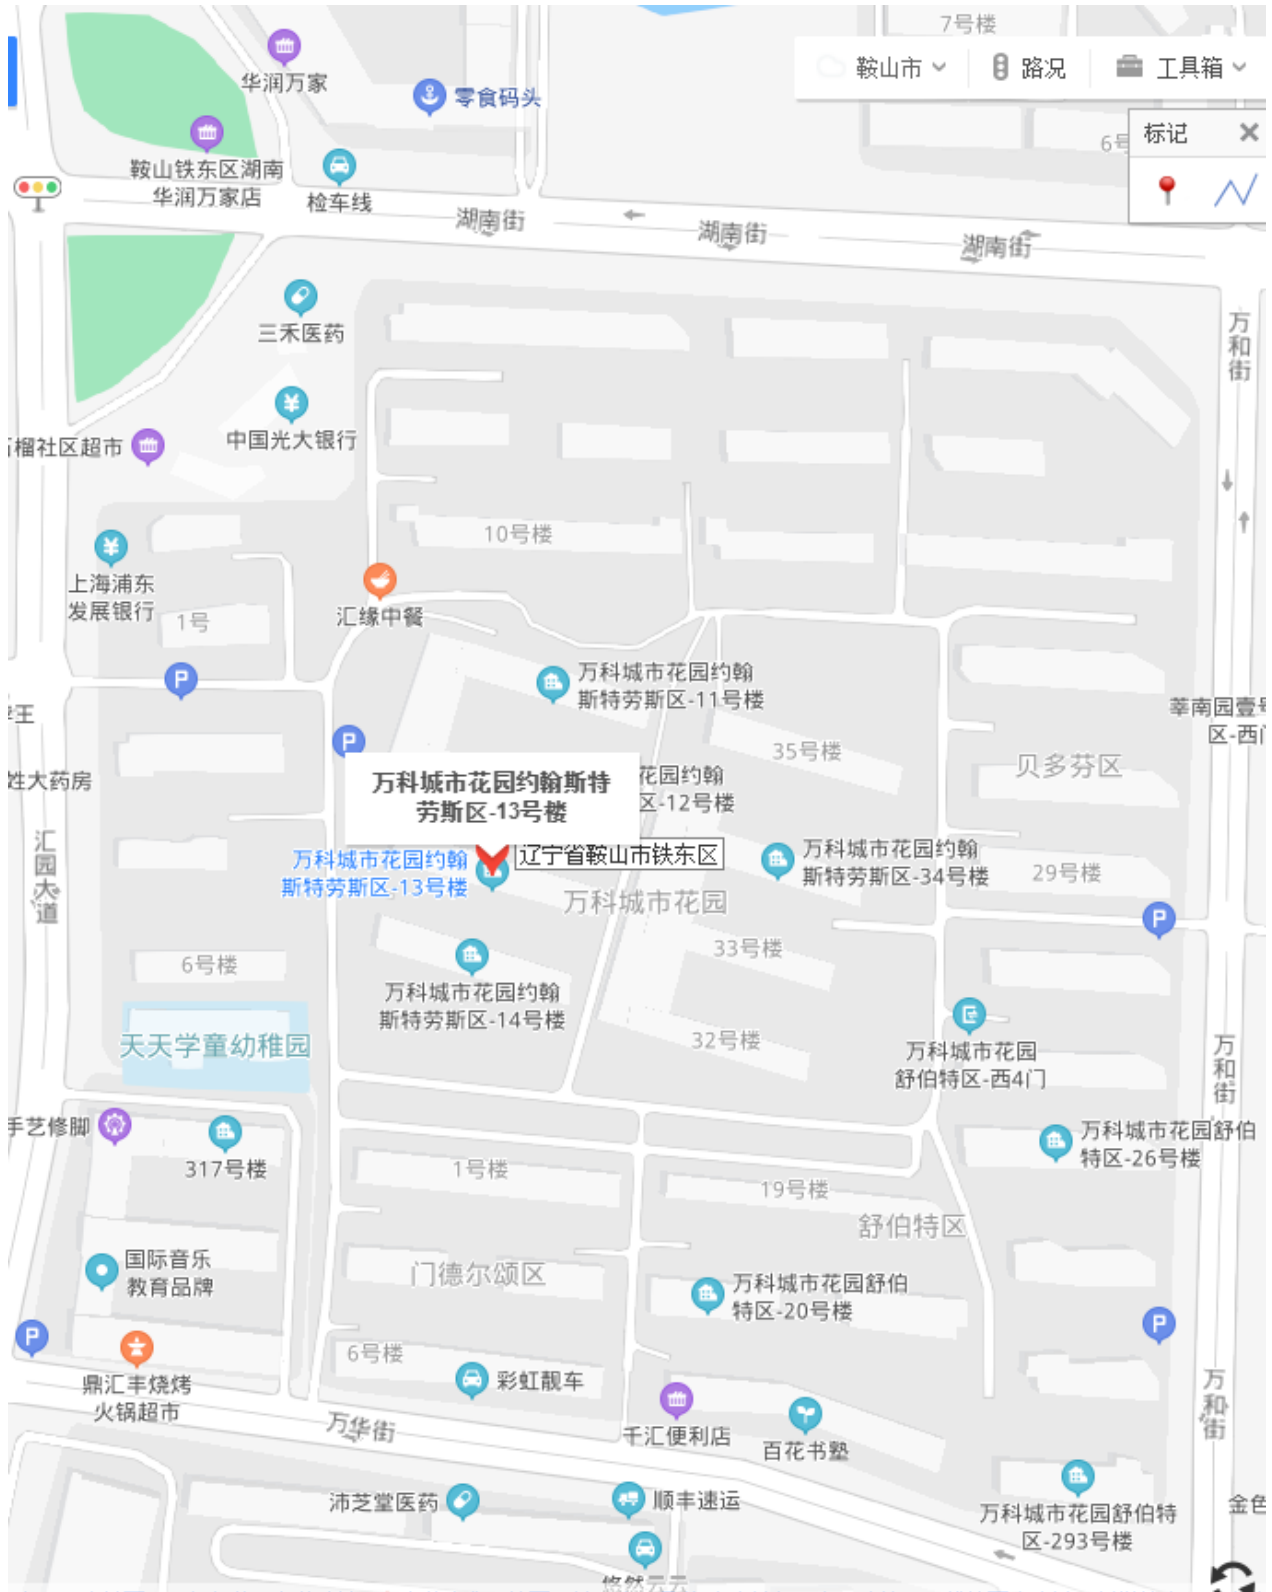 7号楼
鞍山市
路况
工具箱
华润万家
零食码头
标记
鞍山铁东区湖南
华润万家店
检车线
湖南街
湖南街
湖南街
三禾医药
万和街
中国光大银行
榴社区超市
10号楼
上海浦东
发展银行
1号
汇缘中餐
万科城市花园约翰
斯特劳斯区-11号楼
莘南园壹号
区-西门
35号楼
贝多芬区
姓大药房
花园约翰
区-12号楼
万科城市花园约翰斯特
劳斯区-13号楼
辽宁省鞍山市铁东区
万科城市花园约翰
斯特劳斯区-13号楼
万科城市花园约翰
斯特劳斯区-34号楼
29号楼
汇园大道
万科城市花园
33号楼
6号楼
万科城市花园约翰
斯特劳斯区-14号楼
天天学童幼稚园
32号楼
万科城市花园
舒伯特区-西4门
万和街
手艺修脚
317号楼
万科城市花园舒伯
特区-26号楼
1号楼
19号楼
舒伯特区
国际音乐
教育品牌
门德尔颂区
万科城市花园舒伯
特区-20号楼
6号楼
彩虹靓车
鼎汇丰烧烤
火锅超市
万华街
千汇便利店
百花书塾
万和街
沛芝堂医药
顺丰速运
万科城市花园舒伯特
区-293号楼
金色